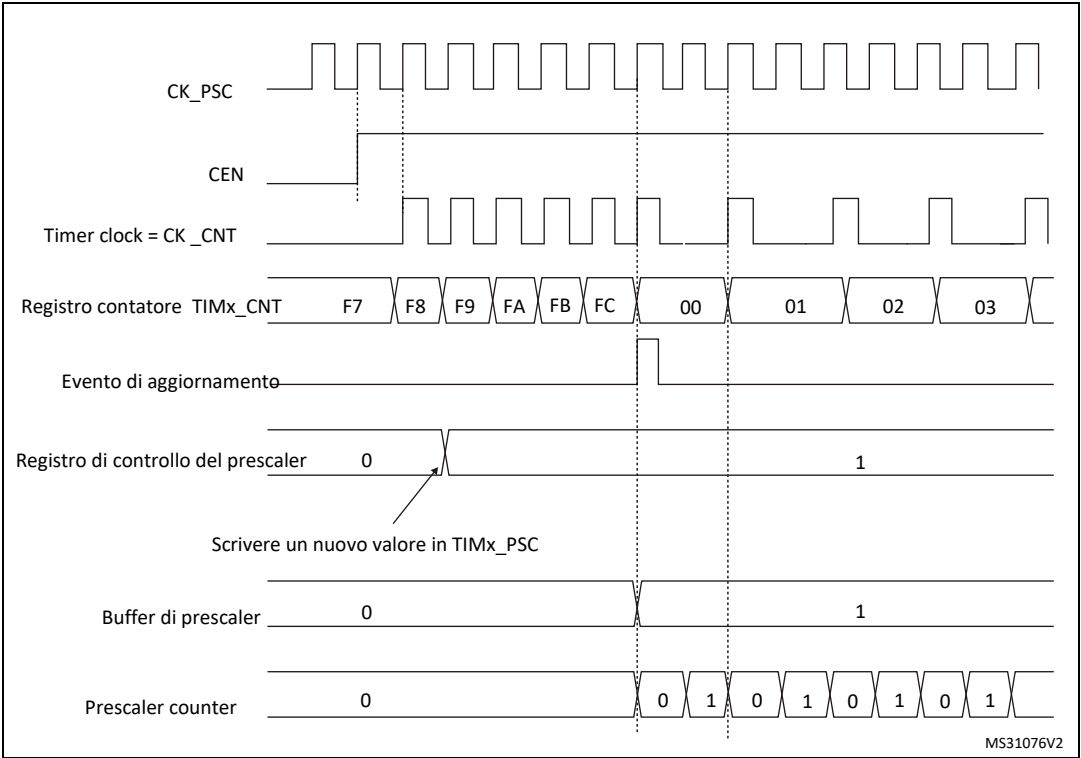 CK_PSC
CEN
Timer clock = CK _CNT
Registro contatore TIMx_CNT F7 F8 F9 FA FB FC 00 01 02 03
Evento di aggiornamento
Registro di controllo del prescaler 0 1
Scrivere un nuovo valore in TIMx_PSC
Buffer di prescaler 0 1
Prescaler counter 0 0 1 0 1 0 1 0 1
MS31076V2